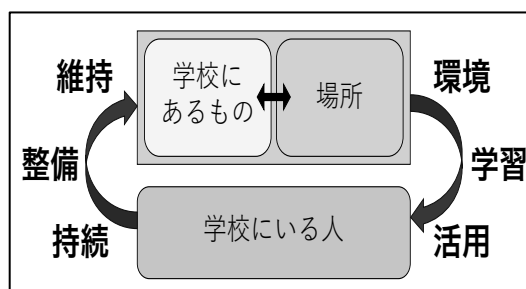 維持
学校に
あるもの
場所
環境
整備
学習
持続
学校にいる人
活用